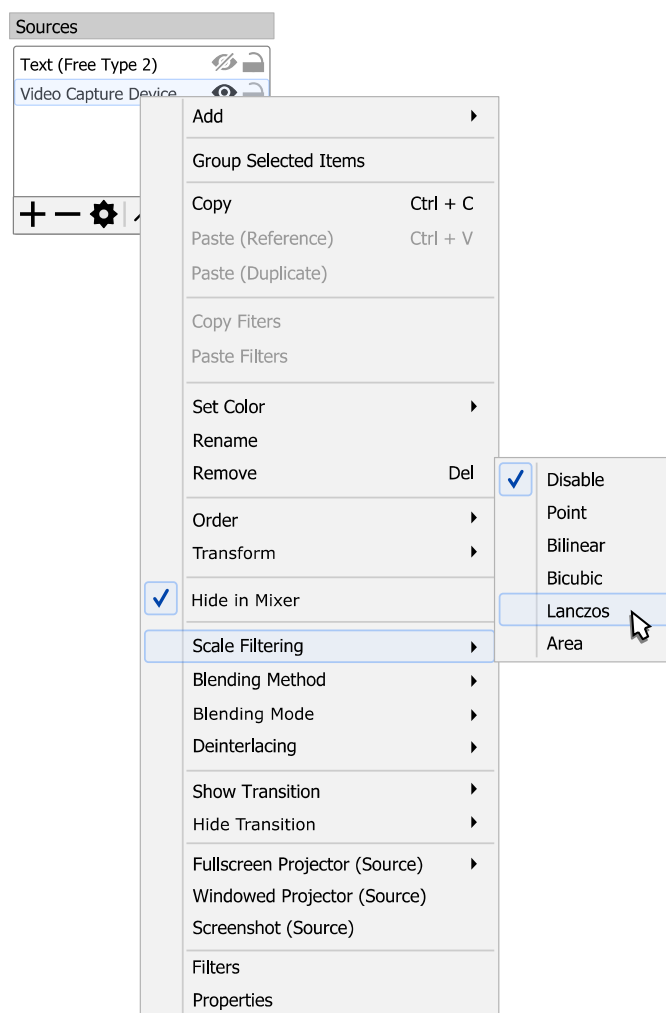 Sources
Text (Free Type 2)
Video Capture Device
Add
Group Selected Items
Copy Ctrl + C
Paste (Reference) Ctrl + V
Paste (Duplicate)
Copy Fiters
Paste Filters
Set Color
Rename
Remove Del
Order
Transform
Hide in Mixer
Scale Filtering
Blending Method
Blending Mode
Deinterlacing
Show Transition
Hide Transition
Fullscreen Projector (Source)
Windowed Projector (Source)
Screenshot (Source)
Filters
Properties
Disable
Point
Bilinear
Bicubic
Lanczos
Area